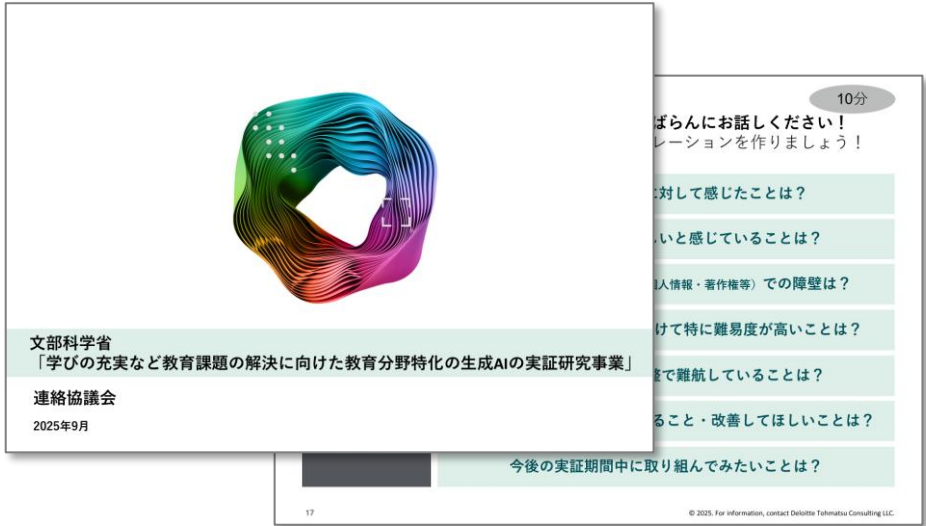 文部科学省
「学びの充実など教育課題の解決に向けた教育分野特化の生成AIの実証研究事業」
連絡協議会
2025年9月
10分
ばらんにお話しください！
レーションを作りましょう！
対して感じたことは？
いと感じていることは？
人情報・著作権等）での障壁は？
けて特に難易度が高いことは？
で難航していることは？
ること・改善してほしいことは？
今後の実証期間中に取り組んでみたいことは？
17
© 2025. For information, contact Deloitte Tohmatsu Consulting LLC.